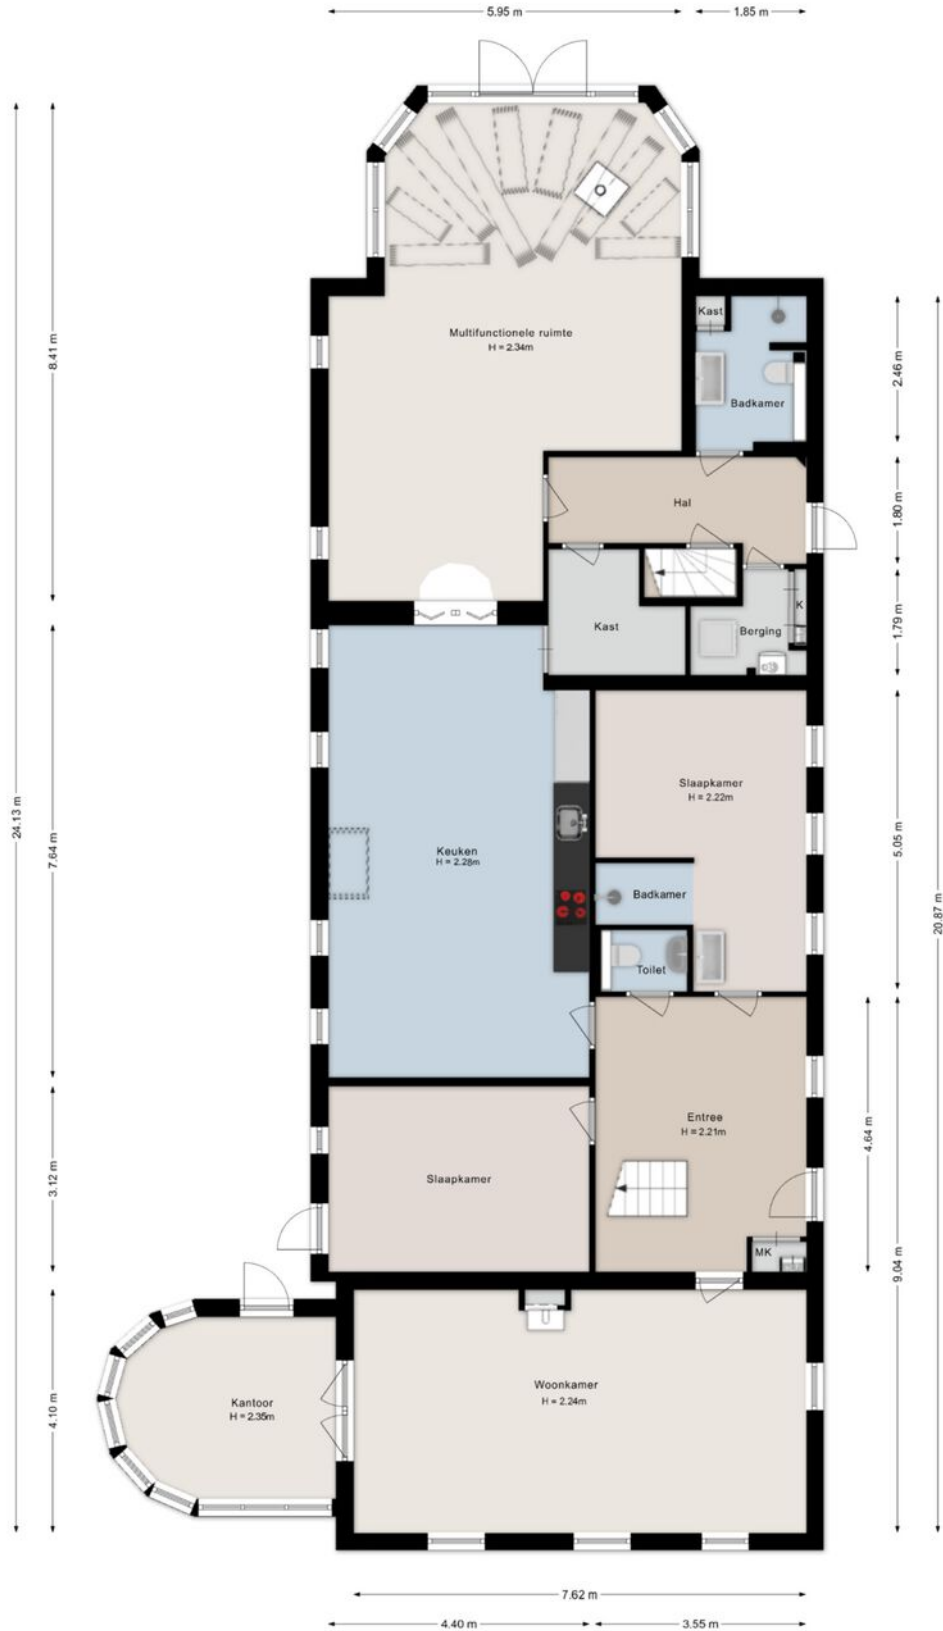 5.95 m
1.85 m
24.13 m
8.41 m
7.64 m
3.12 m
4.10 m
Multifunctionele ruimte
H = 2.34m
Kast
Badkamer
Hal
Kast
Berging
K
Slaapkamer
H = 2.22m
Keuken
H = 2.28m
Badkamer
Toilet
Entree
H = 2.21m
Slaapkamer
MK
Woonkamer
H = 2.24m
Kantoor
H = 2.35m
2.46 m
1.80 m
1.79 m
5.05 m
4.64 m
9.04 m
20.87 m
7.62 m
4.40 m
3.55 m